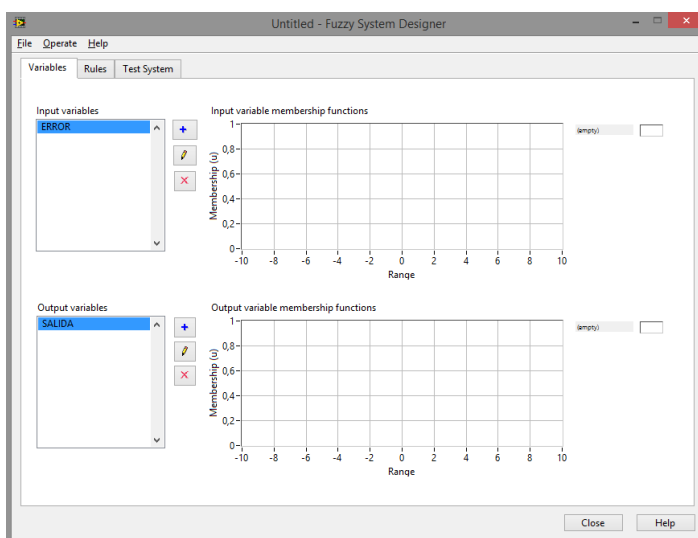 Untitled - Fuzzy System Designer
File Operate Help
Variables Rules Test System
Input variables
ERROR
Input variable membership functions
Membership (u)
1
0,8
0,6
0,4
0,2
0
-10 -8 -6 -4 -2 0 2 4 6 8 10
Range
(empty)
Output variables
SALIDA
Output variable membership functions
Membership (u)
1
0,8
0,6
0,4
0,2
0
-10 -8 -6 -4 -2 0 2 4 6 8 10
Range
(empty)
Close Help